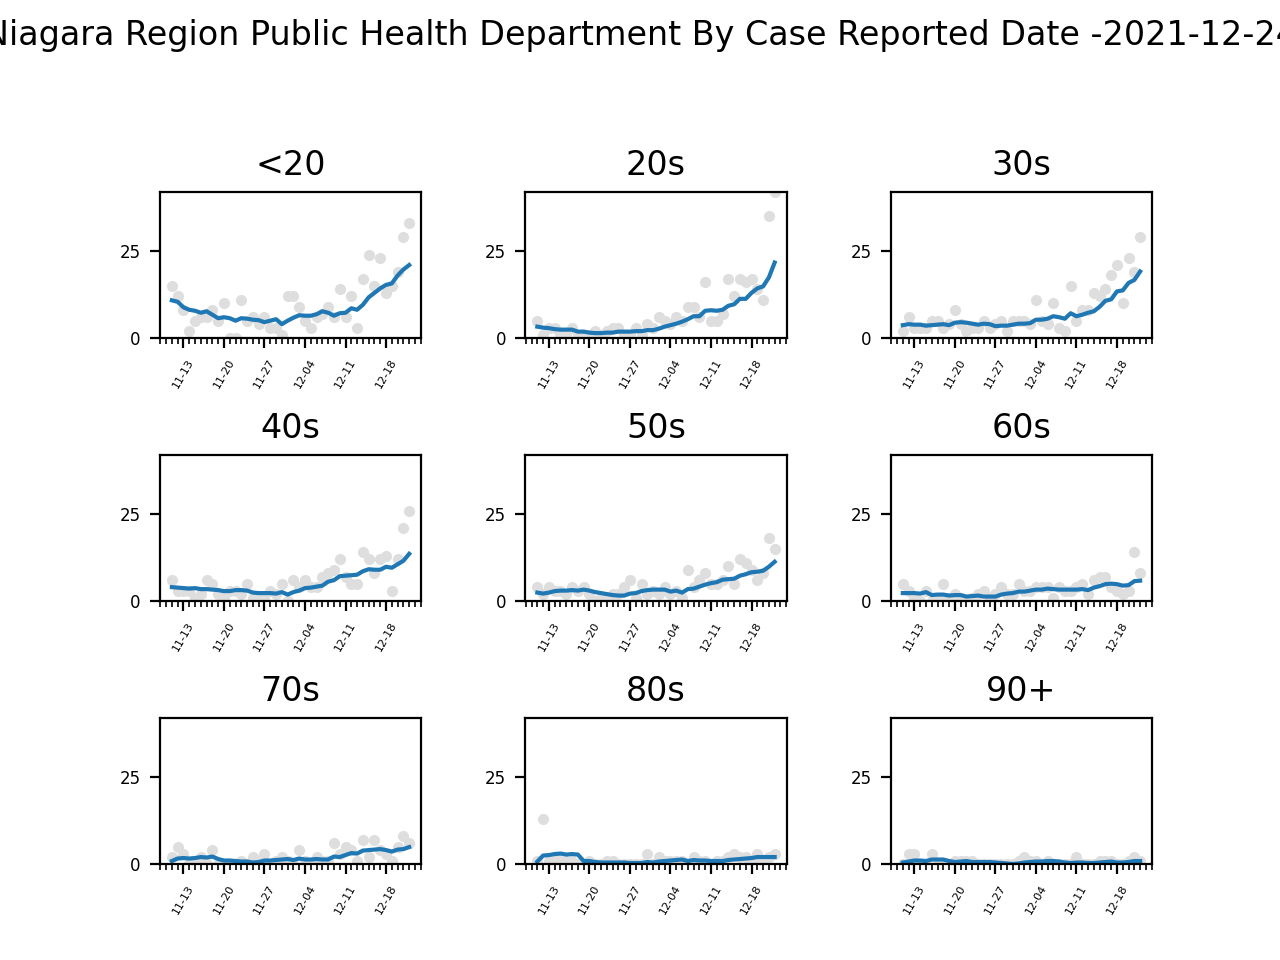 Niagara Region Public Health Department By Case Reported Date -2021-12-24
<20 20s 30s
25 25 25
0 0 0
11-13 11-20 11-27 12-04 12-11 12-18 11-13 11-20 11-27 12-04 12-11 12-18 11-13 11-20 11-27 12-04 12-11 12-18
40s 50s 60s
25 25 25
0 0 0
11-13 11-20 11-27 12-04 12-11 12-18 11-13 11-20 11-27 12-04 12-11 12-18 11-13 11-20 11-27 12-04 12-11 12-18
70s 80s 90+
25 25 25
0 0 0
11-13 11-20 11-27 12-04 12-11 12-18 11-13 11-20 11-27 12-04 12-11 12-18 11-13 11-20 11-27 12-04 12-11 12-18